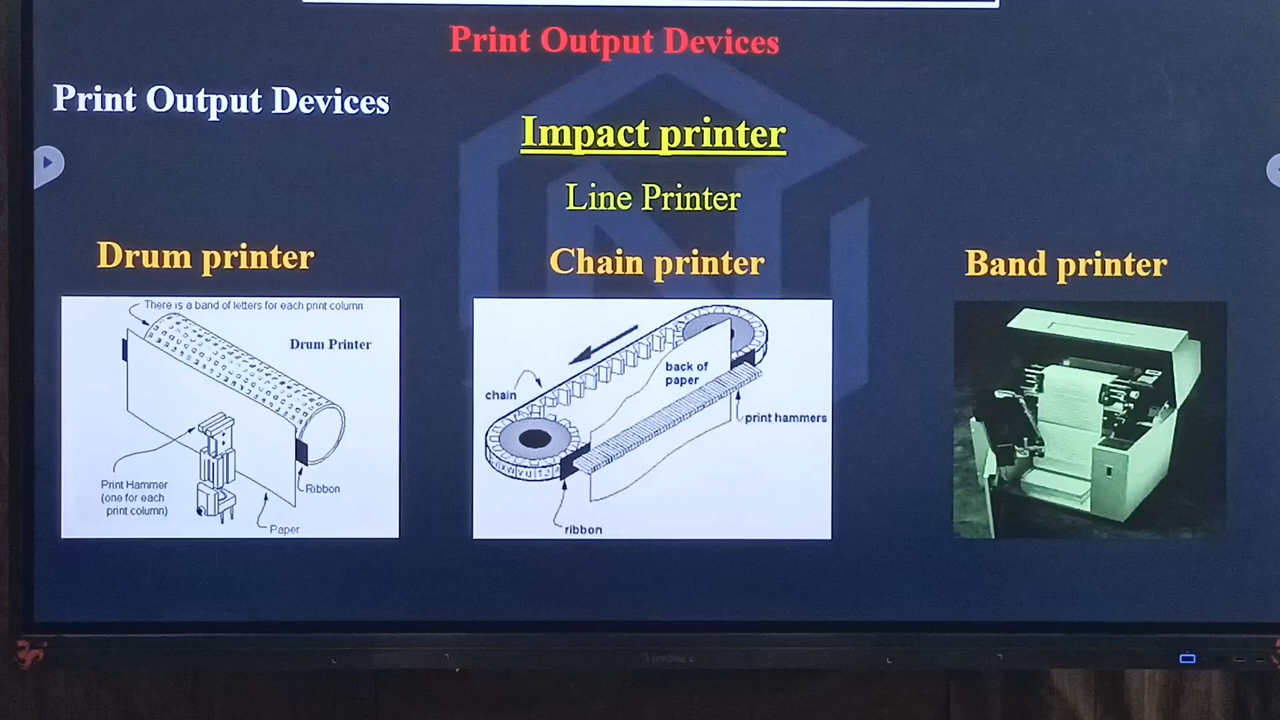 Print Output Devices
Print Output Devices
Impact printer
Line Printer
Drum printer
Chain printer
Band printer
There is a band of letters for each print column
Drum Printer
Print Hammer
(one for each
print column)
Ribbon
Paper
chain
back of
paper
print hammers
ribbon
ViewSonic